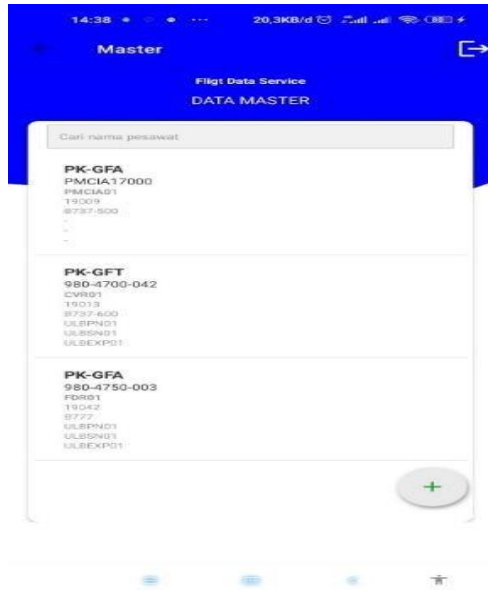 14:38
20,3KB/d
Master
Fligt Data Service
DATA MASTER
Cari nama pesawat
PK-GFA
PMCIA17000
PMCIA01
19009
B737-500
-
-
-
PK-GFT
980-4700-042
CVR01
19013
B737-600
ULBPN01
ULBSN01
ULBEXP01
PK-GFA
980-4750-003
FDR01
19042
B777
ULBPN01
ULBSN01
ULBEXP01
+